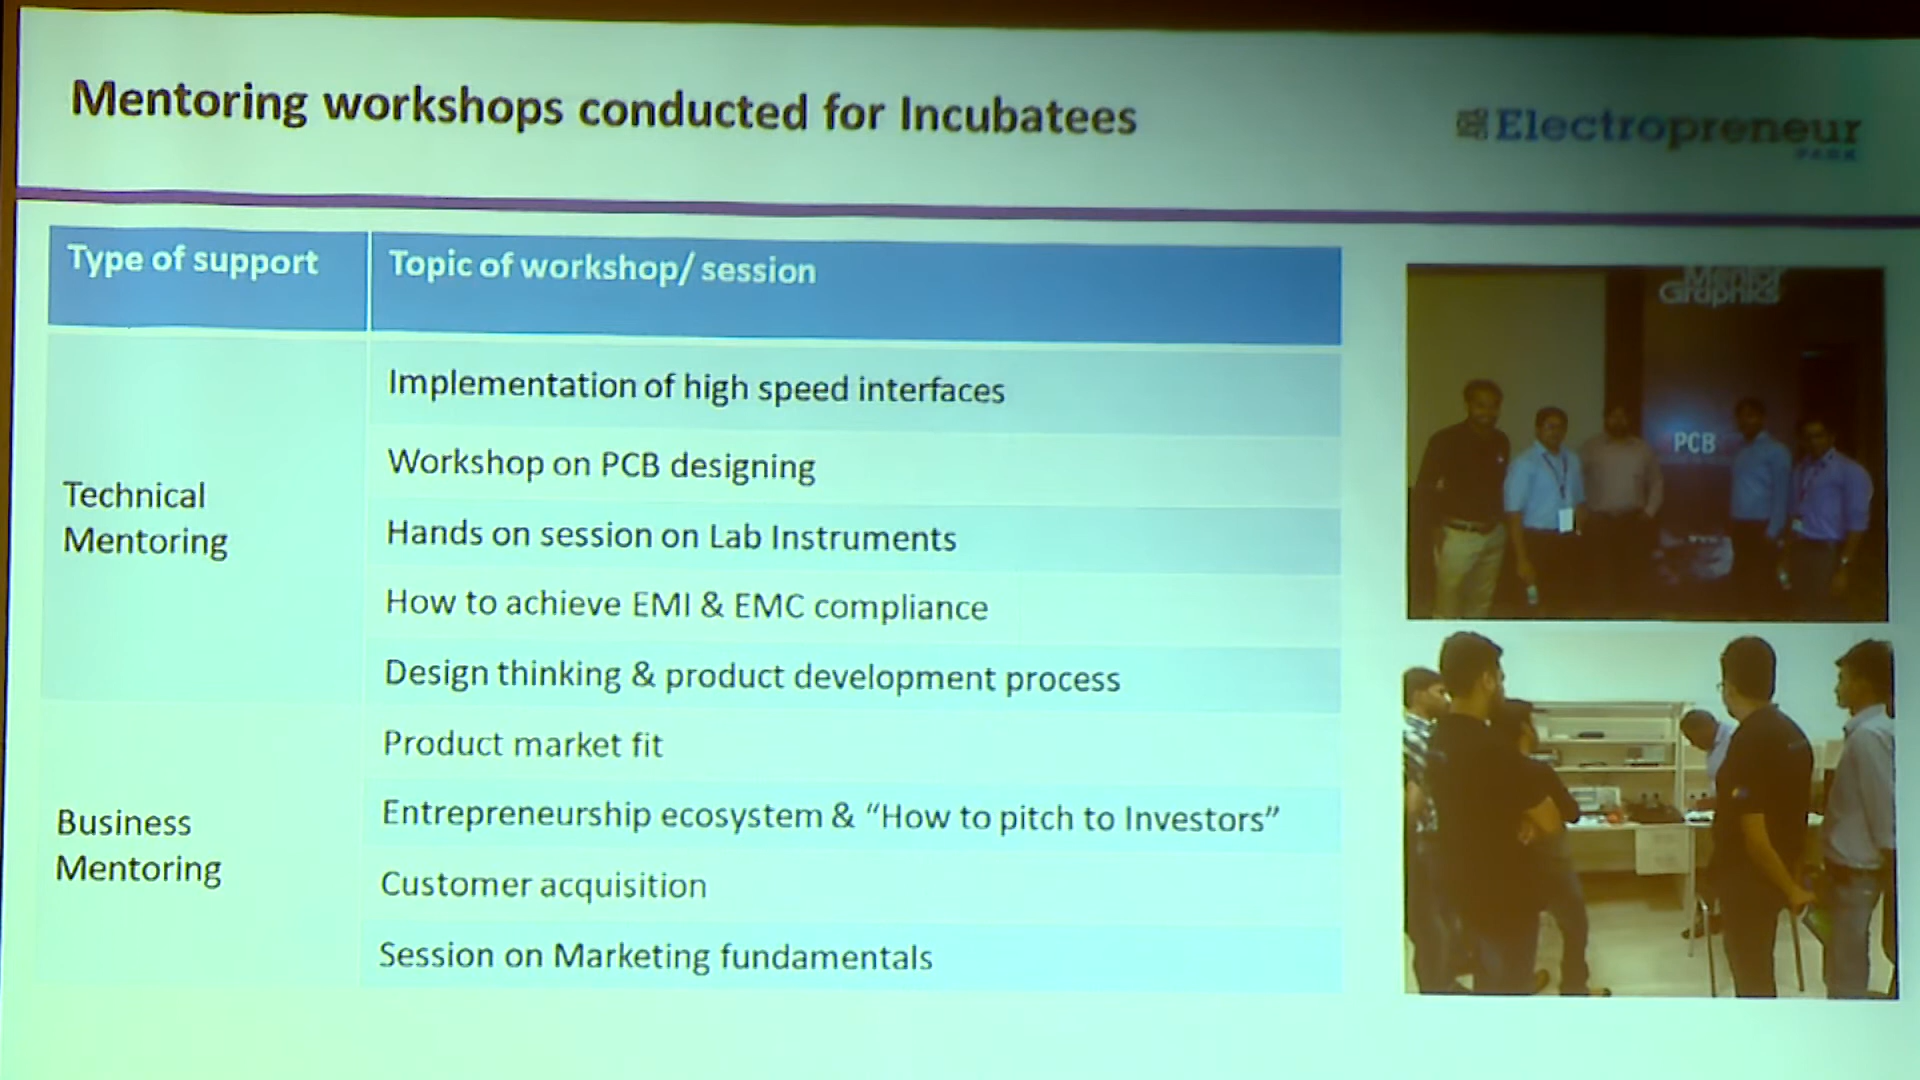 Mentoring workshops conducted for Incubatees
Electropreneur
PARK
Type of support
Topic of workshop/ session
Technical
Mentoring
Implementation of high speed interfaces
Workshop on PCB designing
Hands on session on Lab Instruments
How to achieve EMI & EMC compliance
Design thinking & product development process
Business
Mentoring
Product market fit
Entrepreneurship ecosystem & “How to pitch to Investors”
Customer acquisition
Session on Marketing fundamentals
Mentor
Graphics
PCB